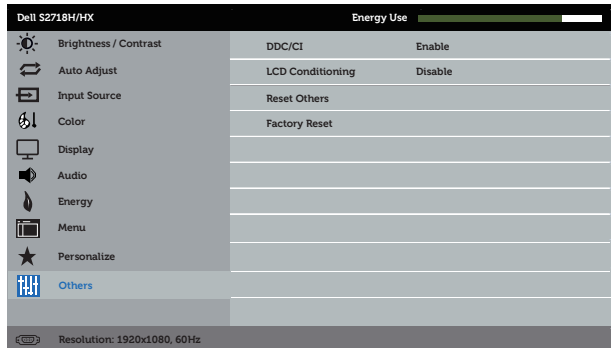 Dell S2718H/HX Energy Use
Brightness / Contrast DDC/CI Enable
Auto Adjust LCD Conditioning Disable
Input Source Reset Others
Color Factory Reset
Display
Audio
Energy
Menu
Personalize
Others
Resolution: 1920x1080, 60Hz